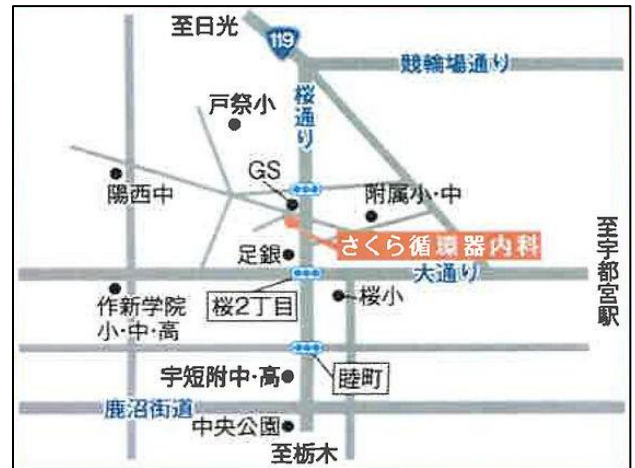 至日光
119
競輪場通り
戸祭小
桜通り
GS
陽西中
附属小・中
さくら循環器内科
足銀
大通り
至宇都宮駅
作新学院
小・中・高
桜2丁目
桜小
宇短附中・高
睦町
鹿沼街道
中央公園
至栃木